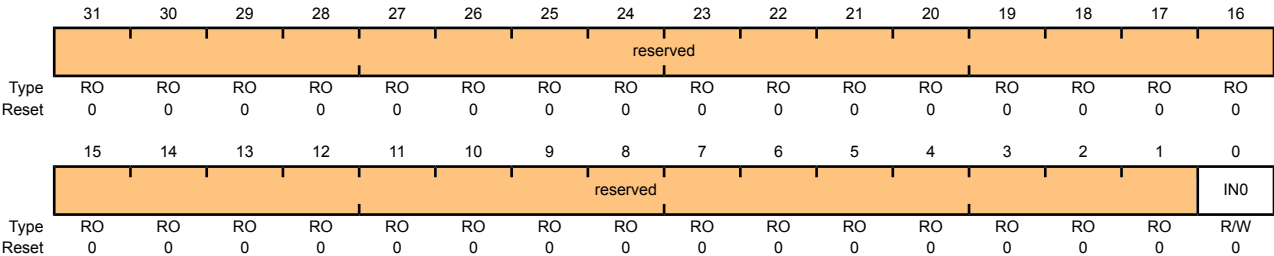 31 30 29 28 27 26 25 24 23 22 21 20 19 18 17 16
reserved
Type RO RO RO RO RO RO RO RO RO RO RO RO RO RO RO RO
Reset 0 0 0 0 0 0 0 0 0 0 0 0 0 0 0 0
15 14 13 12 11 10 9 8 7 6 5 4 3 2 1 0
reserved IN0
Type RO RO RO RO RO RO RO RO RO RO RO RO RO RO RO R/W
Reset 0 0 0 0 0 0 0 0 0 0 0 0 0 0 0 0